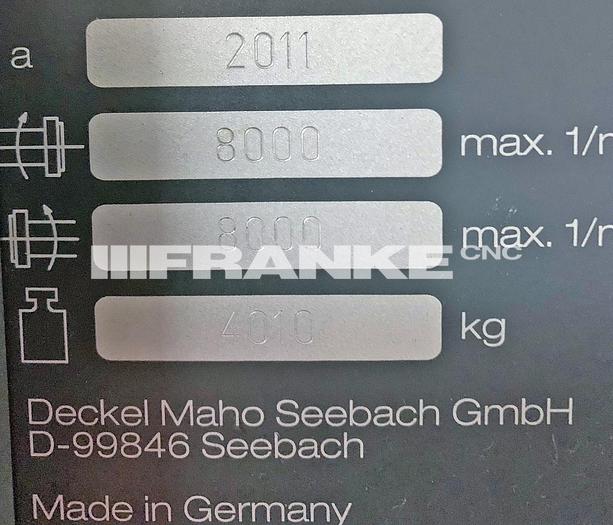 a 2011
8000 max. 1/
8000 max. 1/
FRANKE CNC
4010 kg
Deckel Maho Seebach GmbH
D-99846 Seebach
Made in Germany